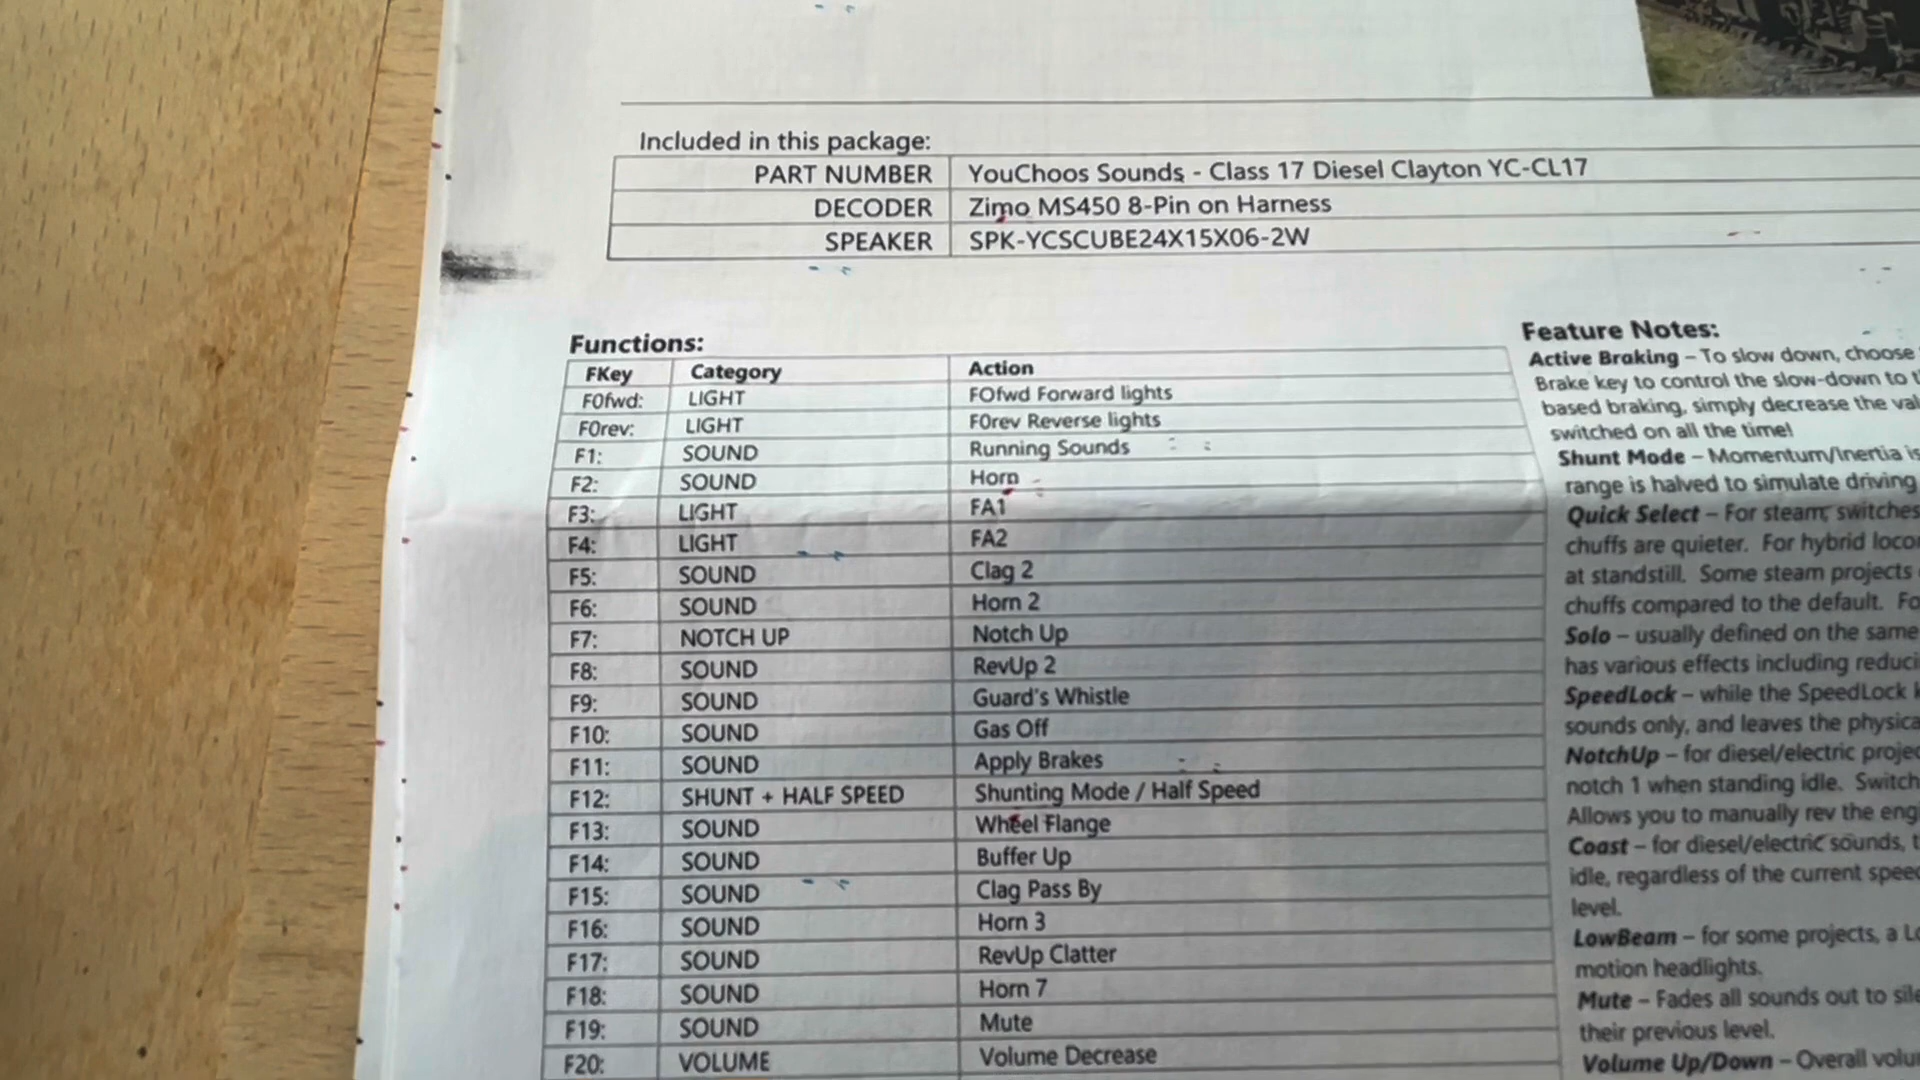 Included in this package:
PART NUMBER YouChoos Sounds - Class 17 Diesel Clayton YC-CL17
DECODER Zimo MS450 8-Pin on Harness
SPEAKER SPK-YCSCUBE24X15X06-2W
Functions:
FKey Category Action
F0fwd: LIGHT FOfwd Forward lights
F0rev: LIGHT F0rev Reverse lights
F1: SOUND Running Sounds
F2: SOUND Horn
F3: LIGHT FA1
F4: LIGHT FA2
F5: SOUND Clag 2
F6: SOUND Horn 2
F7: NOTCH UP Notch Up
F8: SOUND RevUp 2
F9: SOUND Guard's Whistle
F10: SOUND Gas Off
F11: SOUND Apply Brakes
F12: SHUNT + HALF SPEED Shunting Mode / Half Speed
F13: SOUND Wheel Flange
F14: SOUND Buffer Up
F15: SOUND Clag Pass By
F16: SOUND Horn 3
F17: SOUND RevUp Clatter
F18: SOUND Horn 7
F19: SOUND Mute
F20: VOLUME Volume Decrease
Feature Notes:
Active Braking – To slow down, choose
Brake key to control the slow-down to
based braking, simply decrease the
switched on all the time!
Shunt Mode – Momentum/Inertia is
range is halved to simulate driving
Quick Select – For steam, switches
chuffs are quieter. For hybrid
at standstill. Some steam projects
chuffs compared to the default.
Solo – usually defined on the same
has various effects including
SpeedLock – while the SpeedLock
sounds only, and leaves the
NotchUp – for diesel/electric
notch 1 when standing idle.
Allows you to manually rev the
Coast – for diesel/electric sounds,
idle, regardless of the current
level.
LowBeam – for some projects, a
motion headlights.
Mute – Fades all sounds out to
their previous level.
Volume Up/Down – Overall